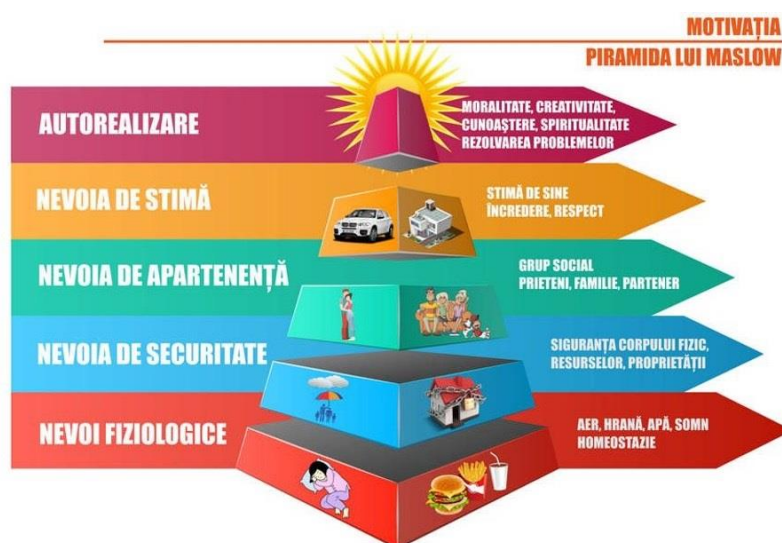 MOTIVAȚIA
PIRAMIDA LUI MASLOW
AUTOREALIZARE
MORALITATE, CREATIVITATE,
CUNOAȘTERE, SPIRITUALITATE
REZOLVAREA PROBLEMELOR
NEVOIA DE STIMĂ
STIMĂ DE SINE
ÎNCREDERE, RESPECT
NEVOIA DE APARTENENȚĂ
GRUP SOCIAL
PRIETENI, FAMILIE, PARTENER
NEVOIA DE SECURITATE
SIGURANȚA CORPULUI FIZIC,
RESURSELOR, PROPRIETĂȚII
NEVOI FIZIOLOGICE
AER, HRANĂ, APĂ, SOMN
HOMEOSTAZIE